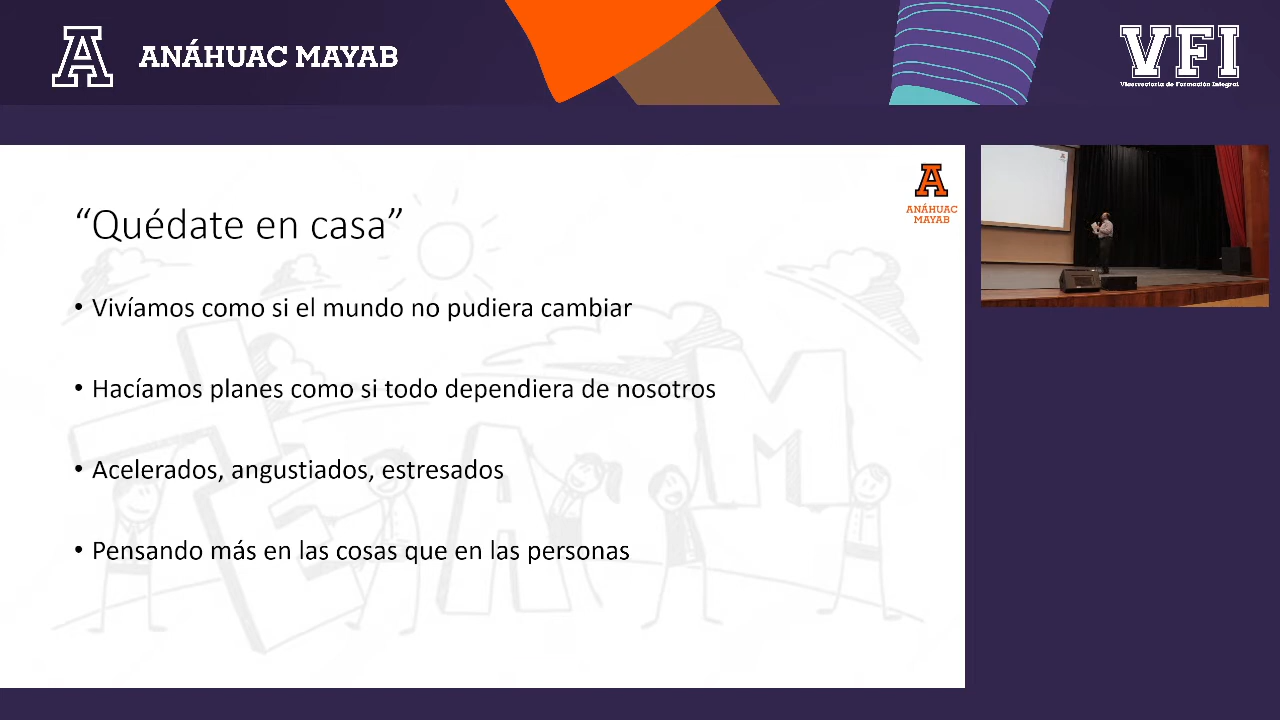 A ANÁHUAC MAYAB
VFI
Vicerrectoría de Formación Integral
A
ANÁHUAC
MAYAB
“Quédate en casa”
• Vivíamos como si el mundo no pudiera cambiar
• Hacíamos planes como si todo dependiera de nosotros
• Acelerados, angustiados, estresados
• Pensando más en las cosas que en las personas
TEAM